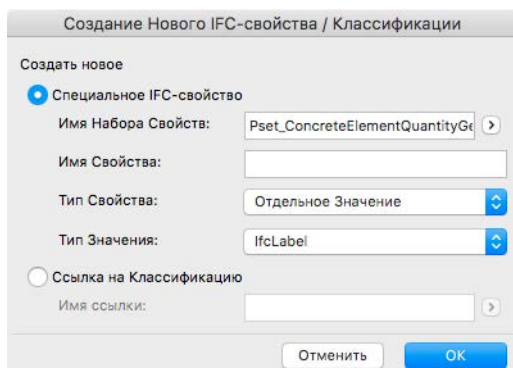 Создание Нового IFC-свойства / Классификации
Создать новое
Специальное IFC-свойство
Имя Набора Свойств: Pset_ConcreteElementQuantityGe
Имя Свойства:
Тип Свойства: Отдельное Значение
Тип Значения: IfcLabel
Ссылка на Классификацию
Имя ссылки:
Отменить OK